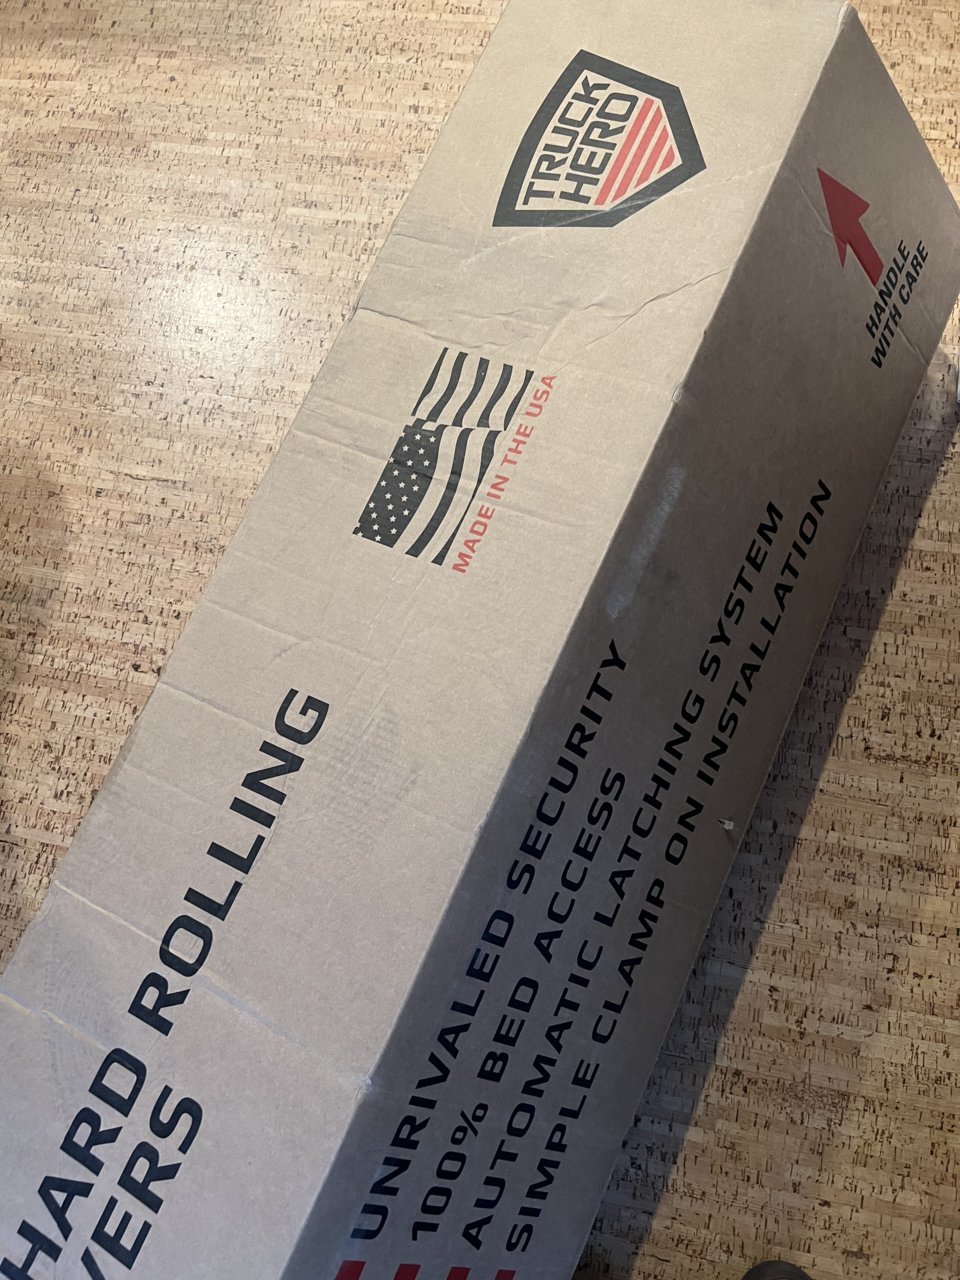 TRUCK
HERO
HANDLE
WITH CARE
MADE IN THE USA
HARD ROLLING
UNRIVALED SECURITY
100% BED ACCESS
AUTOMATIC LATCHING SYSTEM
SIMPLE CLAMP ON INSTALLATION